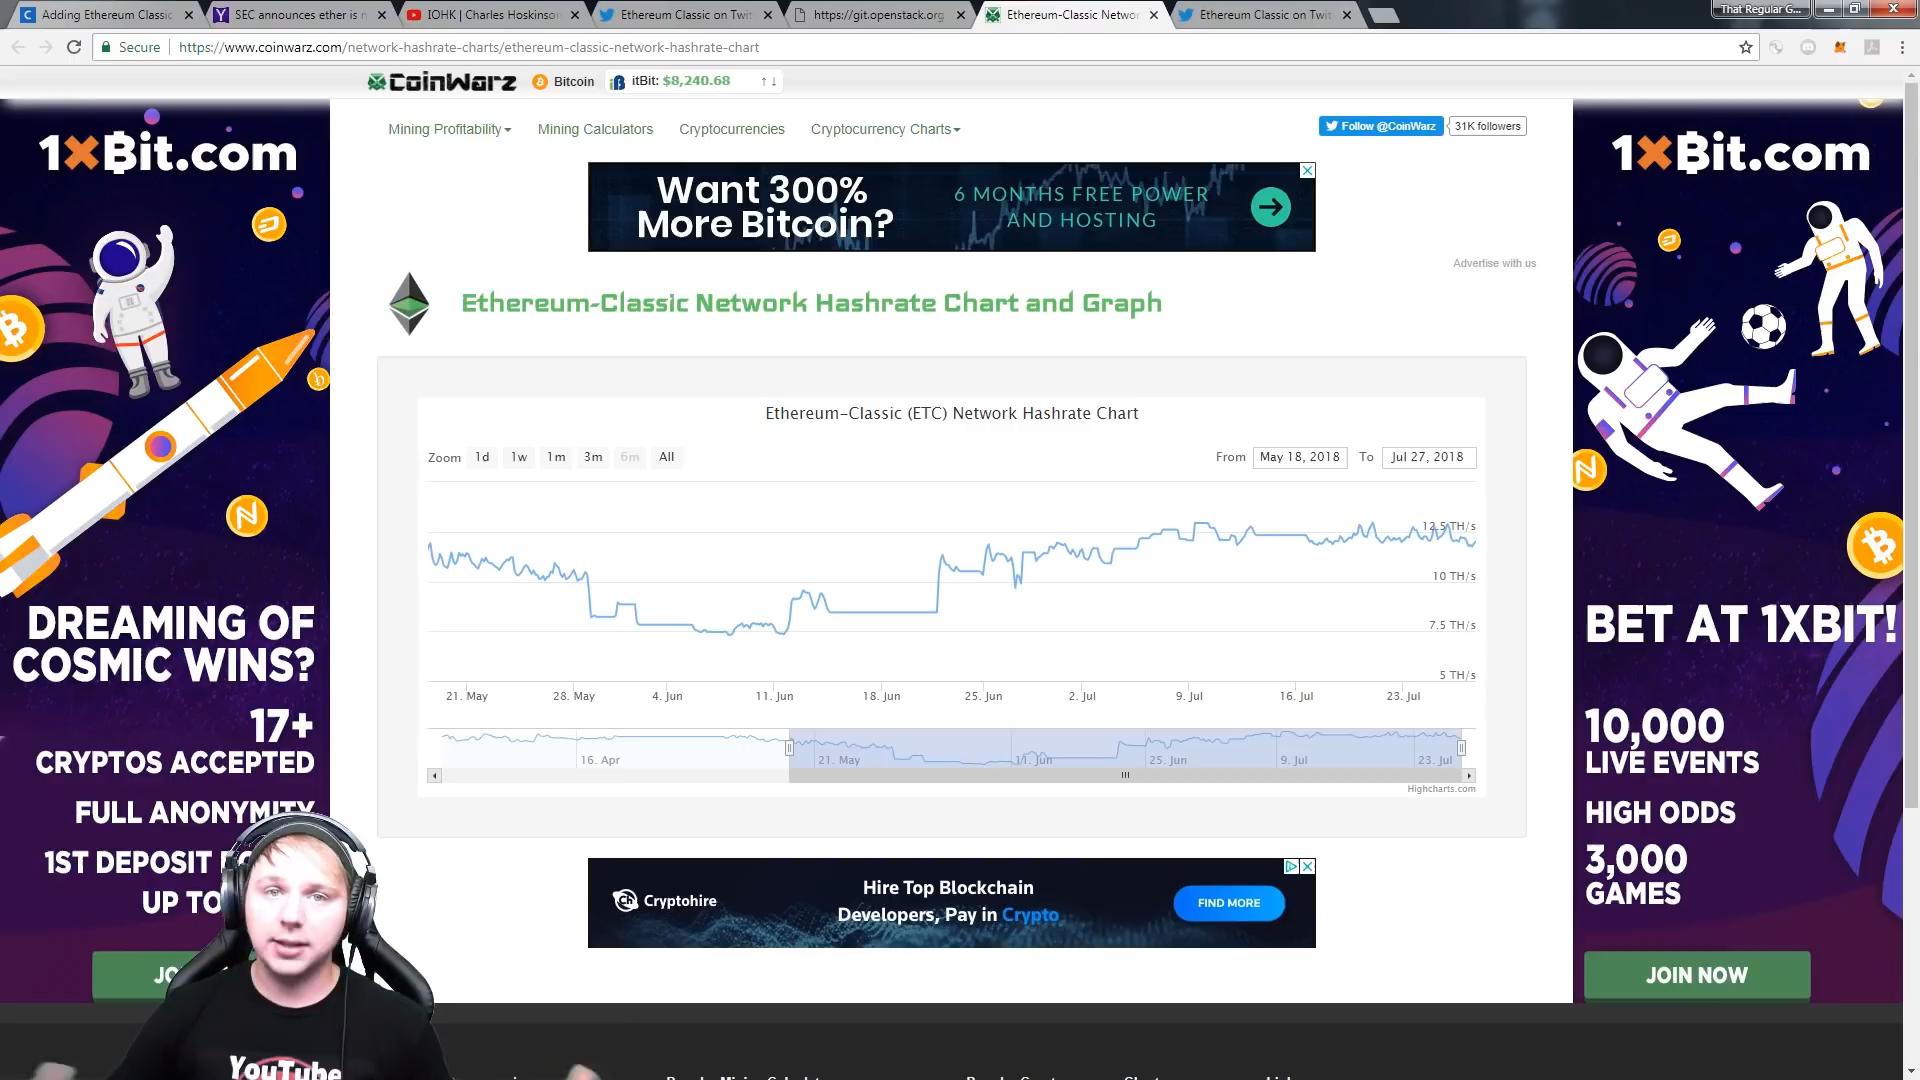 Adding Ethereum Classic
SEC announces ether is n
IOHK | Charles Hoskinson
Ethereum Classic on Twit
https://git.openstack.org
Ethereum-Classic Networ
Ethereum Classic on Twit
That Regular G...
Secure
https://www.coinwarz.com/network-hashrate-charts/ethereum-classic-network-hashrate-chart
CoinWarz
Bitcoin
itBit: $8,240.68
Mining Profitability
Mining Calculators
Cryptocurrencies
Cryptocurrency Charts
Follow @CoinWarz
31K followers
1xBit.com
Want 300%
More Bitcoin?
6 MONTHS FREE POWER
AND HOSTING
1xBit.com
Advertise with us
Ethereum-Classic Network Hashrate Chart and Graph
Ethereum-Classic (ETC) Network Hashrate Chart
Zoom 1d 1w 1m 3m 6m All
From May 18, 2018 To Jul 27, 2018
12.5 TH/s
10 TH/s
7.5 TH/s
5 TH/s
21. May 28. May 4. Jun 11. Jun 18. Jun 25. Jun 2. Jul 9. Jul 16. Jul 23. Jul
16. Apr 21. May 11. Jun 25. Jun 9. Jul 23. Jul
Highcharts.com
DREAMING OF
COSMIC WINS?
17+
CRYPTOS ACCEPTED
FULL ANONYMITY
1ST DEPOSIT
UP TO
BET AT 1XBIT!
10,000
LIVE EVENTS
HIGH ODDS
3,000
GAMES
JOIN NOW
Cryptohire
Hire Top Blockchain
Developers, Pay in Crypto
FIND MORE
YouTube